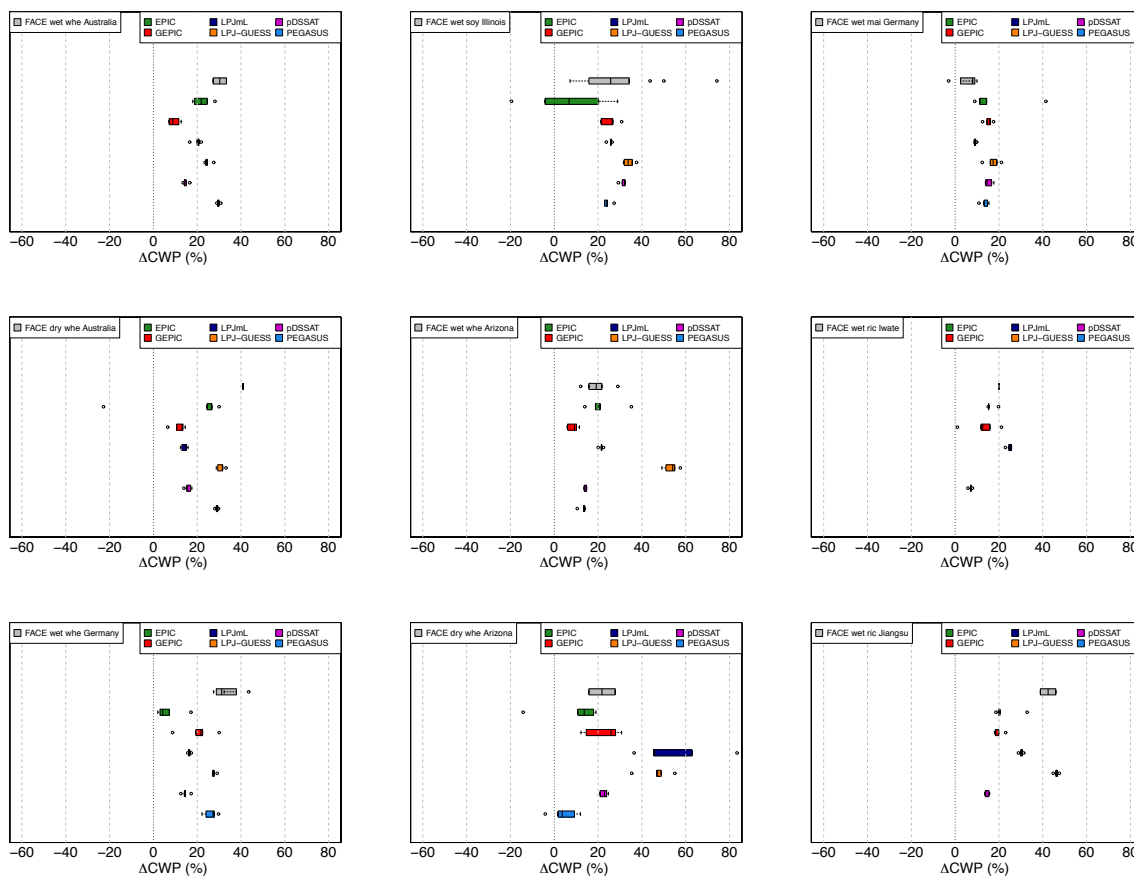 FACE wet whe Australia EPIC LPJmL pDSSAT
GEPIC LPJ−GUESS PEGASUS
−60 −40 −20 0 20 40 60 80
ΔCWP (%)
FACE wet soy Illinois EPIC LPJmL pDSSAT
GEPIC LPJ−GUESS PEGASUS
−60 −40 −20 0 20 40 60 80
ΔCWP (%)
FACE wet mai Germany EPIC LPJmL pDSSAT
GEPIC LPJ−GUESS PEGASUS
−60 −40 −20 0 20 40 60 80
ΔCWP (%)
FACE dry whe Australia EPIC LPJmL pDSSAT
GEPIC LPJ−GUESS PEGASUS
−60 −40 −20 0 20 40 60 80
ΔCWP (%)
FACE wet whe Arizona EPIC LPJmL pDSSAT
GEPIC LPJ−GUESS PEGASUS
−60 −40 −20 0 20 40 60 80
ΔCWP (%)
FACE wet ric Iwate EPIC LPJmL pDSSAT
GEPIC LPJ−GUESS PEGASUS
−60 −40 −20 0 20 40 60 80
ΔCWP (%)
FACE wet whe Germany EPIC LPJmL pDSSAT
GEPIC LPJ−GUESS PEGASUS
−60 −40 −20 0 20 40 60 80
ΔCWP (%)
FACE dry whe Arizona EPIC LPJmL pDSSAT
GEPIC LPJ−GUESS PEGASUS
−60 −40 −20 0 20 40 60 80
ΔCWP (%)
FACE wet ric Jiangsu EPIC LPJmL pDSSAT
GEPIC LPJ−GUESS PEGASUS
−60 −40 −20 0 20 40 60 80
ΔCWP (%)